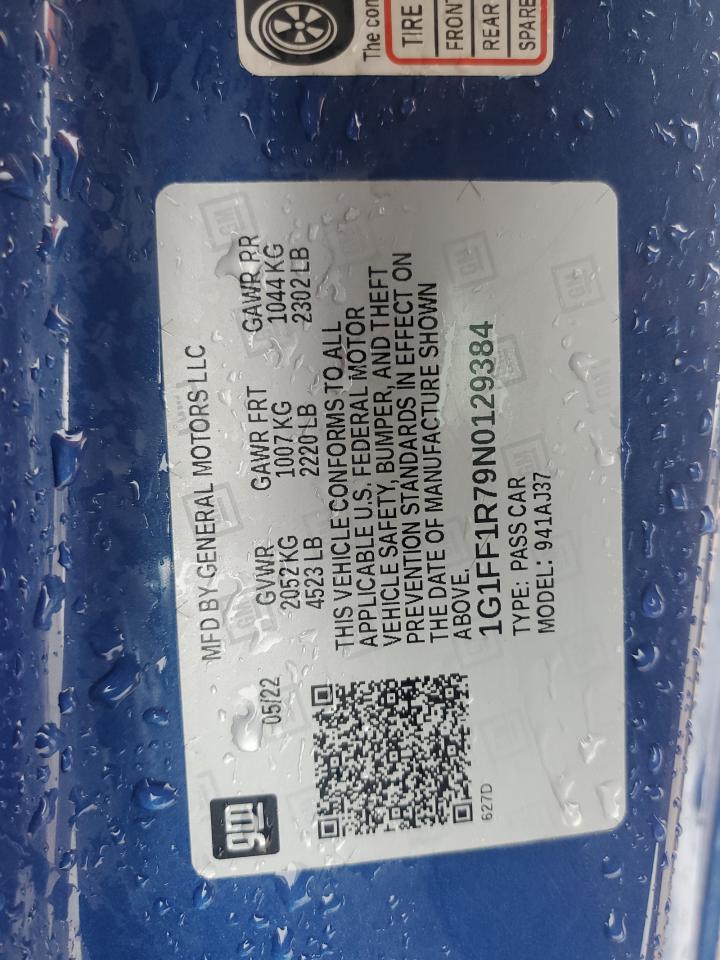 gm
05/22
MFD BY GENERAL MOTORS LLC
GVWR GAWR FRT GAWR RR
2052 KG 1007 KG 1044 KG
4523 LB 2220 LB 2302 LB
THIS VEHICLE CONFORMS TO ALL
APPLICABLE U.S. FEDERAL MOTOR
VEHICLE SAFETY, BUMPER, AND THEFT
PREVENTION STANDARDS IN EFFECT ON
THE DATE OF MANUFACTURE SHOWN
ABOVE.
1G1FF1R79N0129384
TYPE: PASS CAR
MODEL: 941AJ37
627D
The
TIRE
FRONT
REAR
SPARE